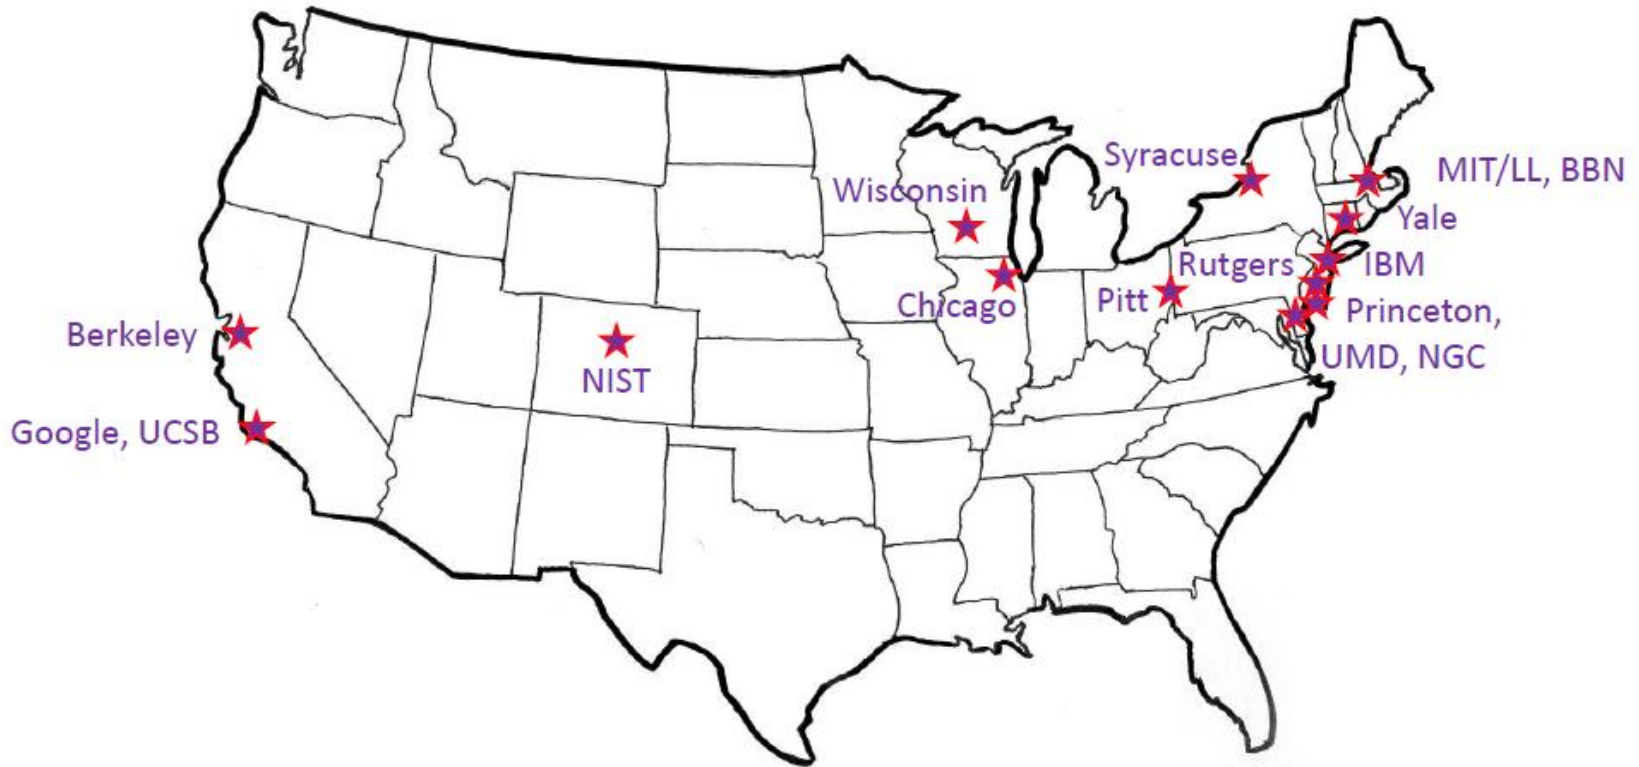 Syracuse
MIT/LL, BBN
Wisconsin
Yale
Rutgers
IBM
Chicago
Pitt
Princeton,
UMD, NGC
Berkeley
NIST
Google, UCSB